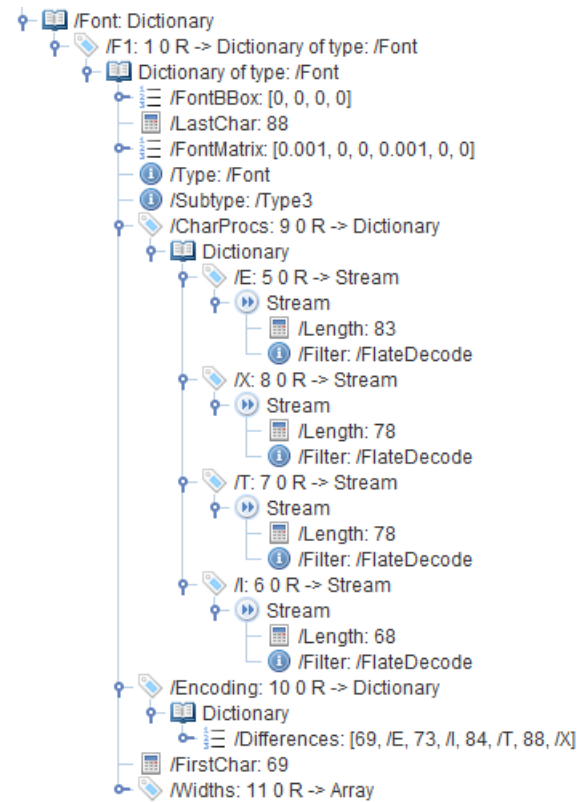 /Font: Dictionary
/F1: 1 0 R -> Dictionary of type: /Font
Dictionary of type: /Font
/FontBBox: [0, 0, 0, 0]
/LastChar: 88
/FontMatrix: [0.001, 0, 0, 0.001, 0, 0]
/Type: /Font
/Subtype: /Type3
/CharProcs: 9 0 R -> Dictionary
Dictionary
/E: 5 0 R -> Stream
Stream
/Length: 83
/Filter: /FlateDecode
/X: 8 0 R -> Stream
Stream
/Length: 78
/Filter: /FlateDecode
/T: 7 0 R -> Stream
Stream
/Length: 78
/Filter: /FlateDecode
/I: 6 0 R -> Stream
Stream
/Length: 68
/Filter: /FlateDecode
/Encoding: 10 0 R -> Dictionary
Dictionary
/Differences: [69, /E, 73, /I, 84, /T, 88, /X]
/FirstChar: 69
/Widths: 11 0 R -> Array